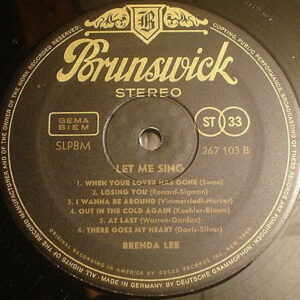 B
Brunswick
STEREO
GEMA
BIEM
ST 33
SLPBM
267 103 B
LET ME SING
1. WHEN YOUR LOVER HAS GONE (Swan)
2. LOSING YOU (Renard-Sigman)
3. I WANNA BE AROUND (Vimmerstedt-Mercer)
4. OUT IN THE COLD AGAIN (Koehler-Bloom)
5. AT LAST (Warren-Gordon)
6. THERE GOES MY HEART (Davis-Silver)
BRENDA LEE
ORIGINAL RECORDING IN AMERICA BY DECCA RECORDS INC. NEW YORK
MANUFACTURER AND OF THE OWNER OF THE WORK RECORDED RESERVED
COPYING, PUBLIC PERFORMANCE, BROADCASTING
ARE FORBIDDEN
MADE IN GERMANY BY DEUTSCHE GRAMMOPHON
ALL RIGHTS OF THE